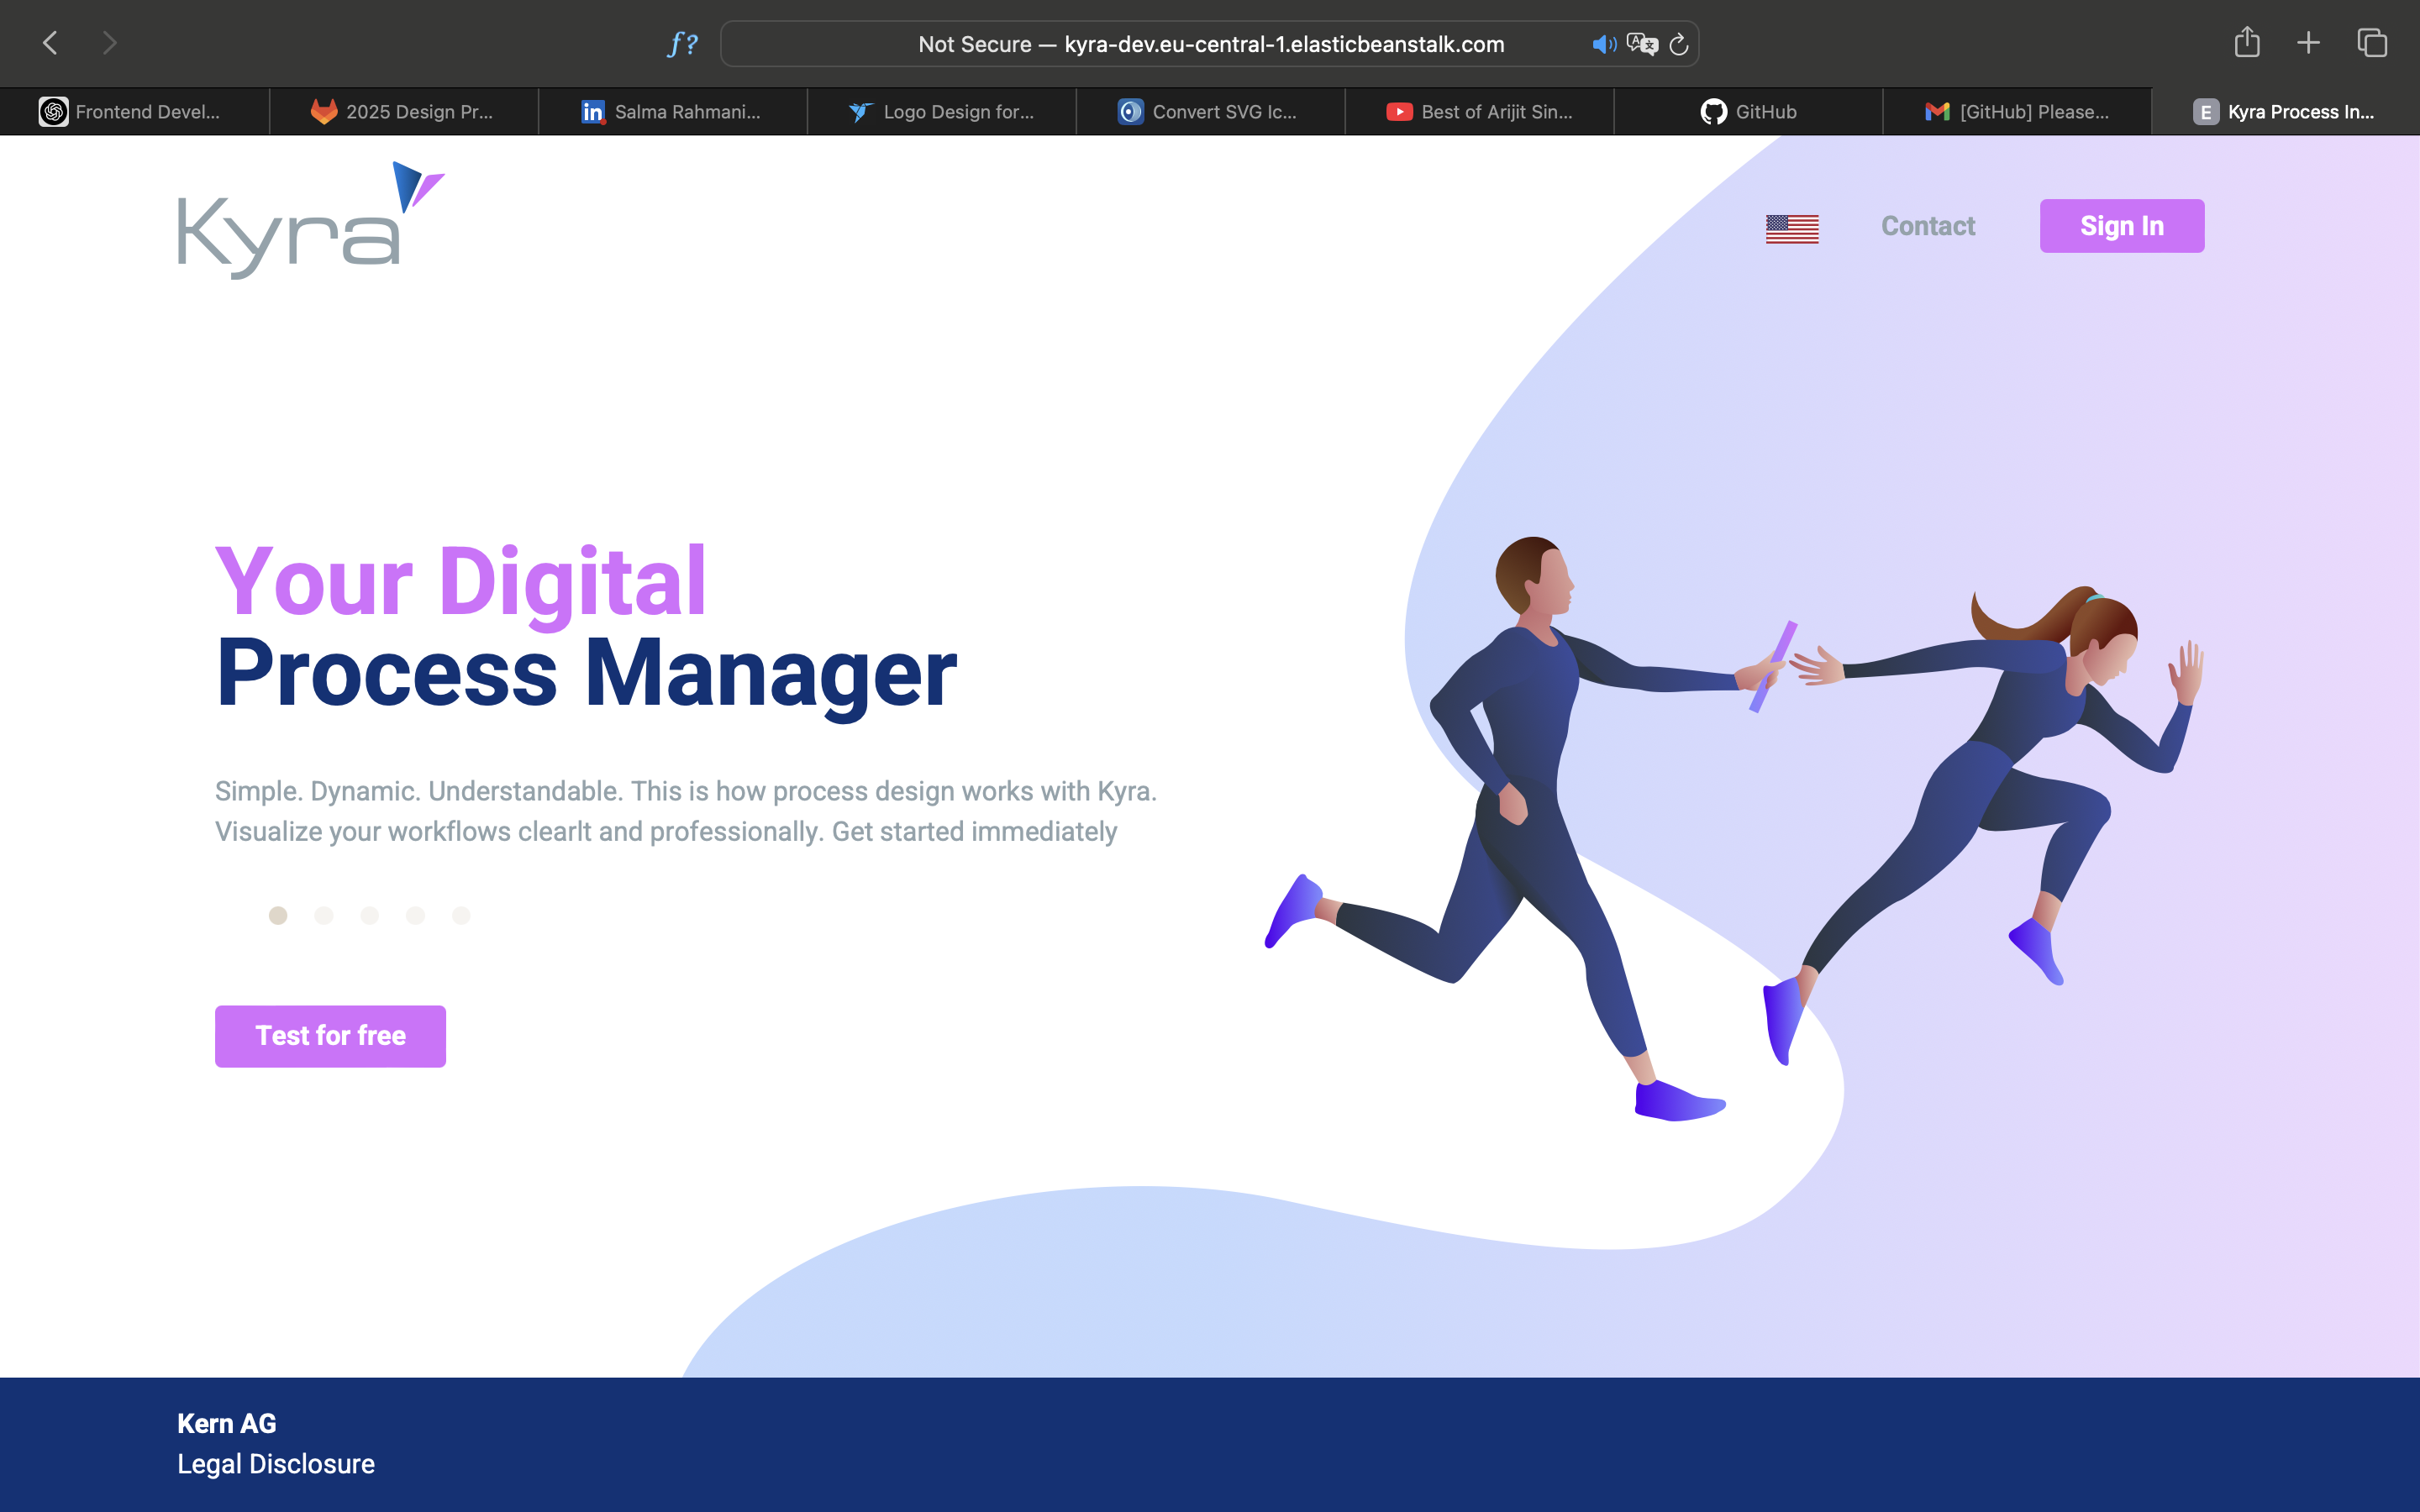 Not Secure — kyra-dev.eu-central-1.elasticbeanstalk.com
Frontend Devel...
2025 Design Pr...
Salma Rahmani...
Logo Design for...
Convert SVG Ic...
Best of Arijit Sin...
GitHub
[GitHub] Please...
E Kyra Process In...
Kyra
Contact
Sign In
Your Digital
Process Manager
Simple. Dynamic. Understandable. This is how process design works with Kyra.
Visualize your workflows clearlt and professionally. Get started immediately
Test for free
Kern AG
Legal Disclosure